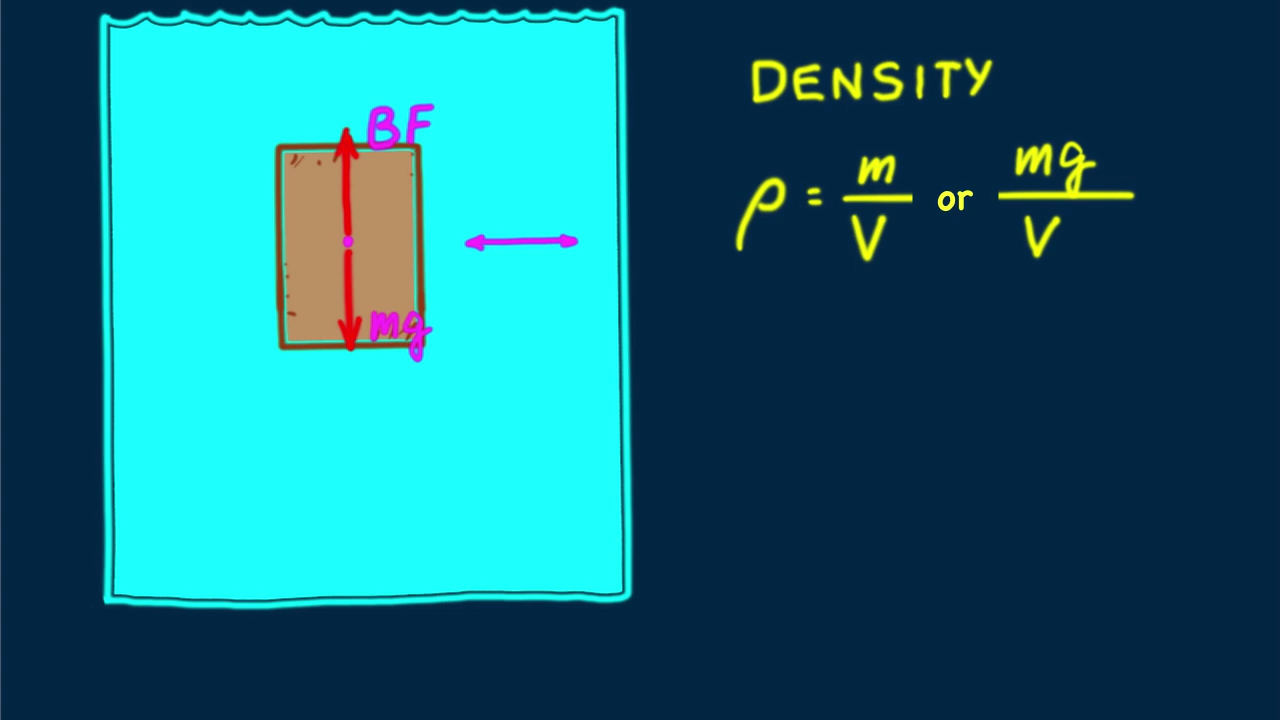 BF
mg
DENSITY
ρ = m/V or mg/V